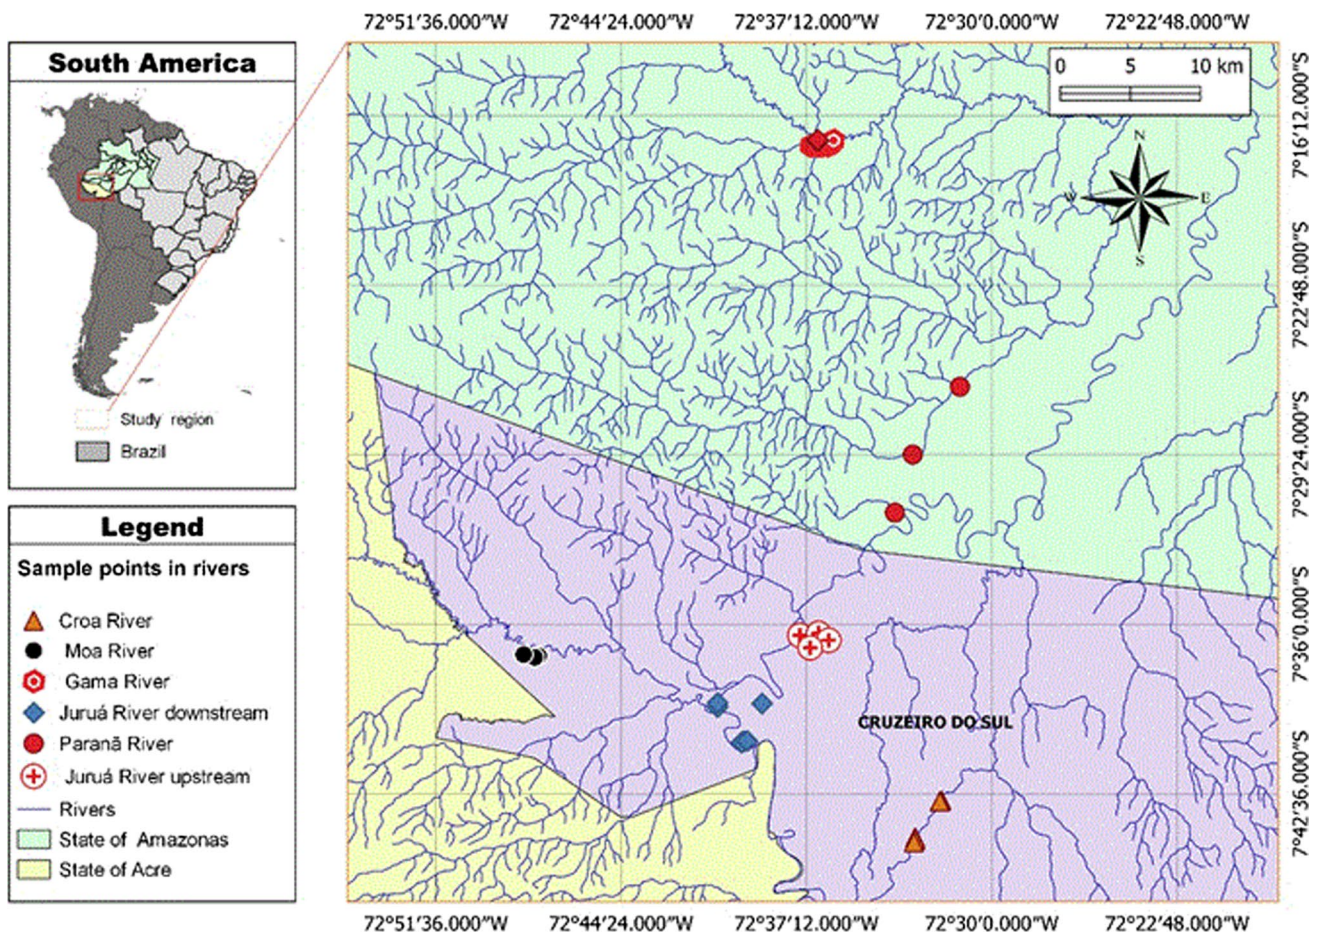 72°51′36.000″W 72°44′24.000″W 72°37′12.000″W 72°30′0.000″W 72°22′48.000″W
South America
Study region
Brazil
Legend
Sample points in rivers
Croa River
Moa River
Gama River
Juruá River downstream
Paranã River
Juruá River upstream
Rivers
State of Amazonas
State of Acre
0 5 10 km
N
W E
S
CRUZEIRO DO SUL
7°16′12.000″S
7°22′48.000″S
7°29′24.000″S
7°36′0.000″S
7°42′36.000″S
72°51′36.000″W 72°44′24.000″W 72°37′12.000″W 72°30′0.000″W 72°22′48.000″W